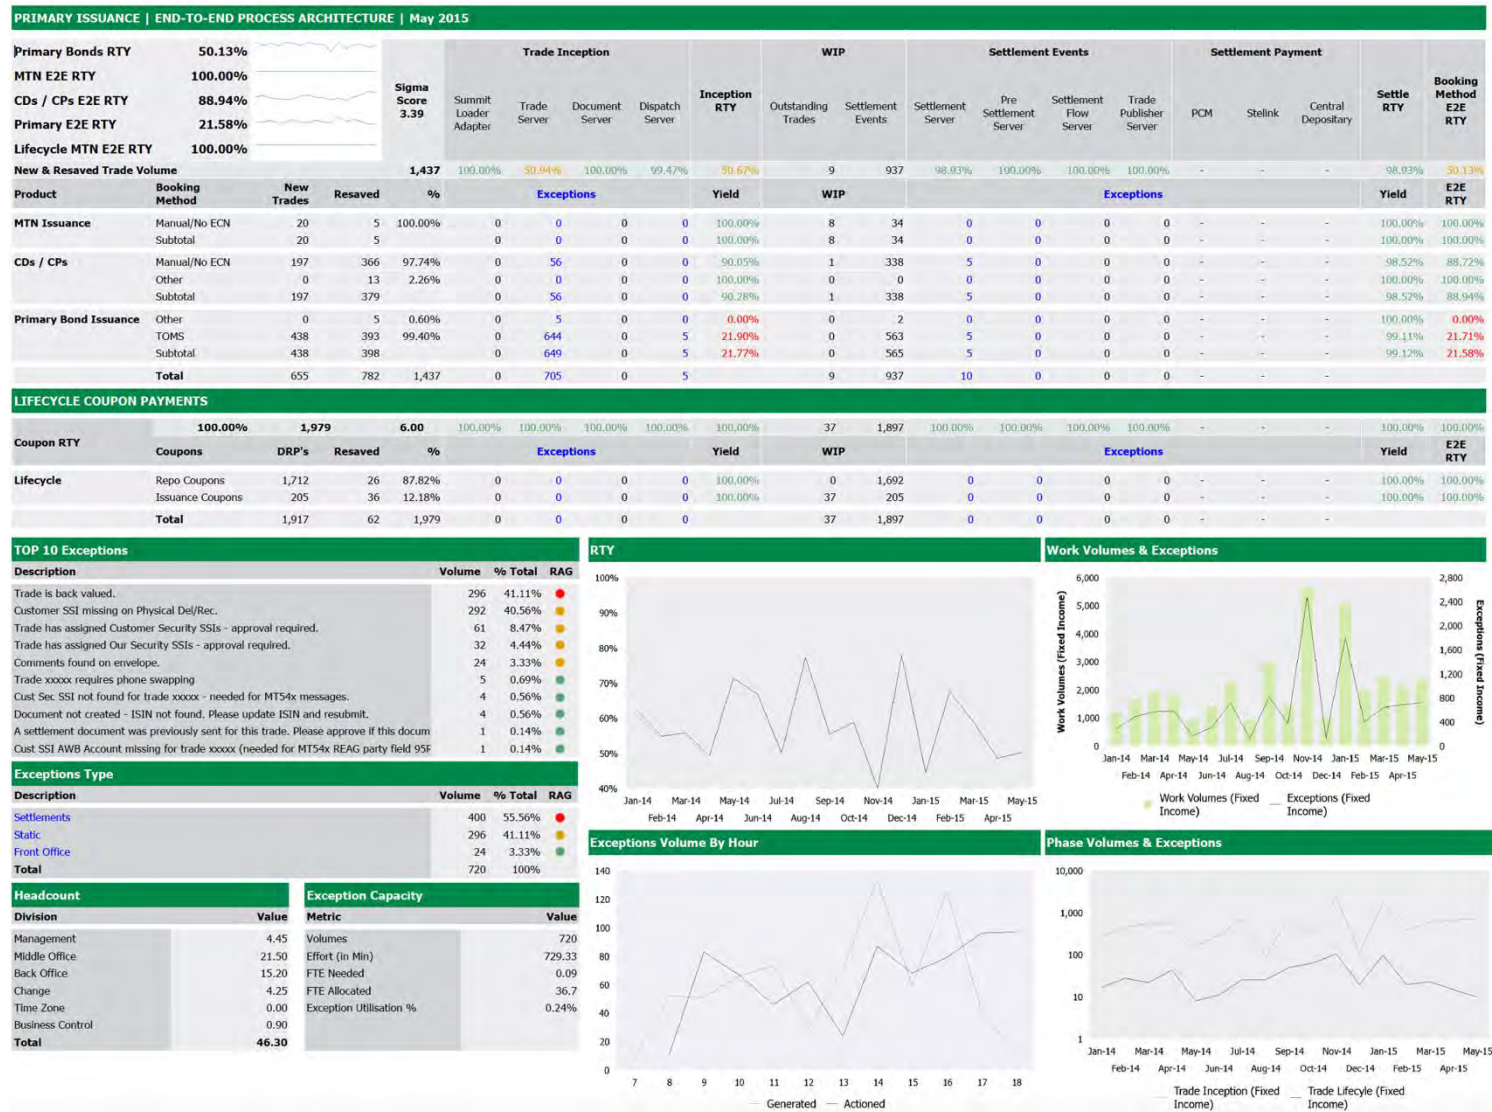 PRIMARY ISSUANCE | END-TO-END PROCESS ARCHITECTURE | May 2015
Primary Bonds RTY 50.13%
MTN E2E RTY 100.00%
CDs / CPs E2E RTY 88.94%
Primary E2E RTY 21.58%
Lifecycle MTN E2E RTY 100.00%
Sigma Score 3.39
Trade Inception WIP Settlement Events Settlement Payment
Summit Loader Adapter
Trade Server
Document Server
Dispatch Server
Inception RTY
Outstanding Trades
Settlement Events
Settlement Server
Pre Settlement Server
Settlement Flow Server
Trade Publisher Server
PCM
Stelink
Central Depositary
Settle RTY
Booking Method E2E RTY
New & Resaved Trade Volume 1,437 100.00% 50.94% 100.00% 99.47% 50.67% 9 937 98.93% 100.00% 100.00% 100.00% - - - 98.93% 50.13%
Product Booking Method New Trades Resaved % Exceptions Yield WIP Exceptions Yield E2E RTY
MTN Issuance Manual/No ECN 20 5 100.00% 0 0 0 0 100.00% 8 34 0 0 0 0 - - - 100.00% 100.00%
Subtotal 20 5 0 0 0 0 100.00% 8 34 0 0 0 0 - - - 100.00% 100.00%
CDs / CPs Manual/No ECN 197 366 97.74% 0 56 0 0 90.05% 1 338 5 0 0 0 - - - 98.52% 88.72%
Other 0 13 2.26% 0 0 0 0 100.00% 0 0 0 0 0 0 - - - 100.00% 100.00%
Subtotal 197 379 0 56 0 0 90.28% 1 338 5 0 0 0 - - - 98.52% 88.94%
Primary Bond Issuance Other 0 5 0.60% 0 5 0 0 0.00% 0 2 0 0 0 0 - - - 100.00% 0.00%
TOMS 438 393 99.40% 0 644 0 5 21.90% 0 563 5 0 0 0 - - - 99.11% 21.71%
Subtotal 438 398 0 649 0 5 21.77% 0 565 5 0 0 0 - - - 99.12% 21.58%
Total 655 782 1,437 0 705 0 5 9 937 10 0 0 0 - - -
LIFECYCLE COUPON PAYMENTS
Coupon RTY 100.00% 1,979 6.00 100.00% 100.00% 100.00% 100.00% 100.00% 37 1,897 100.00% 100.00% 100.00% 100.00% - - - 100.00% 100.00%
Coupons DRP's Resaved % Exceptions Yield WIP Exceptions Yield E2E RTY
Lifecycle Repo Coupons 1,712 26 87.82% 0 0 0 0 100.00% 0 1,692 0 0 0 0 - - - 100.00% 100.00%
Issuance Coupons 205 36 12.18% 0 0 0 0 100.00% 37 205 0 0 0 0 - - - 100.00% 100.00%
Total 1,917 62 1,979 0 0 0 0 37 1,897 0 0 0 0 - - -
TOP 10 Exceptions
Description Volume % Total RAG
Trade is back valued. 296 41.11%
Customer SSI missing on Physical Del/Rec. 292 40.56%
Trade has assigned Customer Security SSIs - approval required. 61 8.47%
Trade has assigned Our Security SSIs - approval required. 32 4.44%
Comments found on envelope. 24 3.33%
Trade xxxxx requires phone swapping 5 0.69%
Cust Sec SSI not found for trade xxxxx - needed for MT54x messages. 4 0.56%
Document not created - ISIN not found. Please update ISIN and resubmit. 4 0.56%
A settlement document was previously sent for this trade. Please approve if this docum 1 0.14%
Cust SSI AWB Account missing for trade xxxxx (needed for MT54x REAG party field 95F 1 0.14%
Exceptions Type
Description Volume % Total RAG
Settlements 400 55.56%
Static 296 41.11%
Front Office 24 3.33%
Total 720 100%
Headcount
Division Value
Management 4.45
Middle Office 21.50
Back Office 15.20
Change 4.25
Time Zone 0.00
Business Control 0.90
Total 46.30
Exception Capacity
Metric Value
Volumes 720
Effort (in Min) 729.33
FTE Needed 0.09
FTE Allocated 36.7
Exception Utilisation % 0.24%
RTY
100%
90%
80%
70%
60%
50%
40%
Jan-14 Mar-14 May-14 Jul-14 Sep-14 Nov-14 Jan-15 Mar-15 May-15
Feb-14 Apr-14 Jun-14 Aug-14 Oct-14 Dec-14 Feb-15 Apr-15
Work Volumes & Exceptions
Work Volumes (Fixed Income)
6,000
5,000
4,000
3,000
2,000
1,000
0
2,800
2,400
2,000
1,600
1,200
800
400
0
Exceptions (Fixed Income)
Jan-14 Mar-14 May-14 Jul-14 Sep-14 Nov-14 Jan-15 Mar-15 May-15
Feb-14 Apr-14 Jun-14 Aug-14 Oct-14 Dec-14 Feb-15 Apr-15
Work Volumes (Fixed Income)
Exceptions (Fixed Income)
Exceptions Volume By Hour
140
120
100
80
60
40
20
0
7 8 9 10 11 12 13 14 15 16 17 18
Generated Actioned
Phase Volumes & Exceptions
10,000
1,000
100
10
1
Jan-14 Mar-14 May-14 Jul-14 Sep-14 Nov-14 Jan-15 Mar-15 May-15
Feb-14 Apr-14 Jun-14 Aug-14 Oct-14 Dec-14 Feb-15 Apr-15
Trade Inception (Fixed Income)
Trade Lifecyle (Fixed Income)